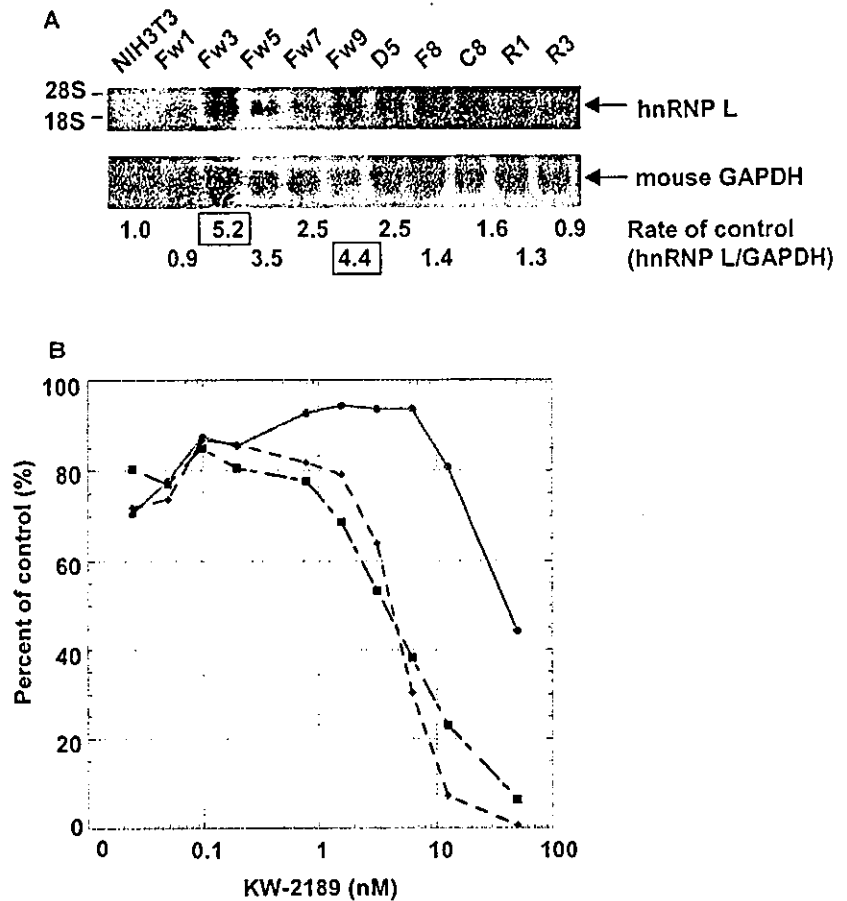 A
NIH3T3 Fw1 Fw3 Fw5 Fw7 Fw9 D5 F8 C8 R1 R3
28S
18S
hnRNP L
mouse GAPDH
1.0 5.2 2.5 2.5 1.6 0.9 Rate of control
0.9 3.5 4.4 1.4 1.3 (hnRNP L/GAPDH)
B
100
80
60
40
20
0
Percent of control (%)
0 0.1 1 10 100
KW-2189 (nM)